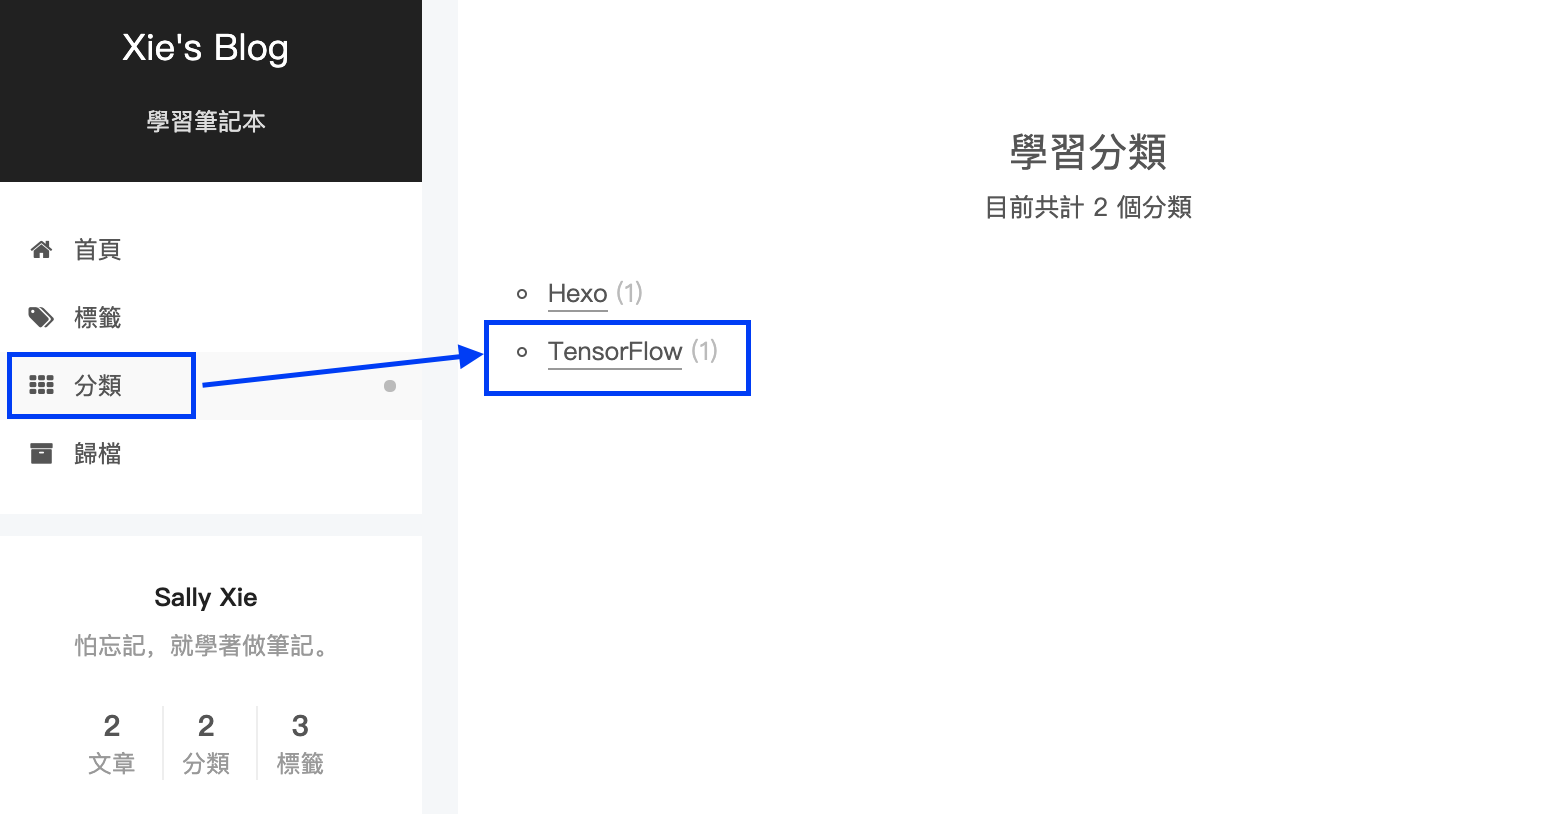 Xie's Blog
學習筆記本
首頁
標籤
分類
歸檔
Sally Xie
怕忘記，就學著做筆記。
2 2 3
文章 分類 標籤
學習分類
目前共計 2 個分類
Hexo (1)
TensorFlow (1)